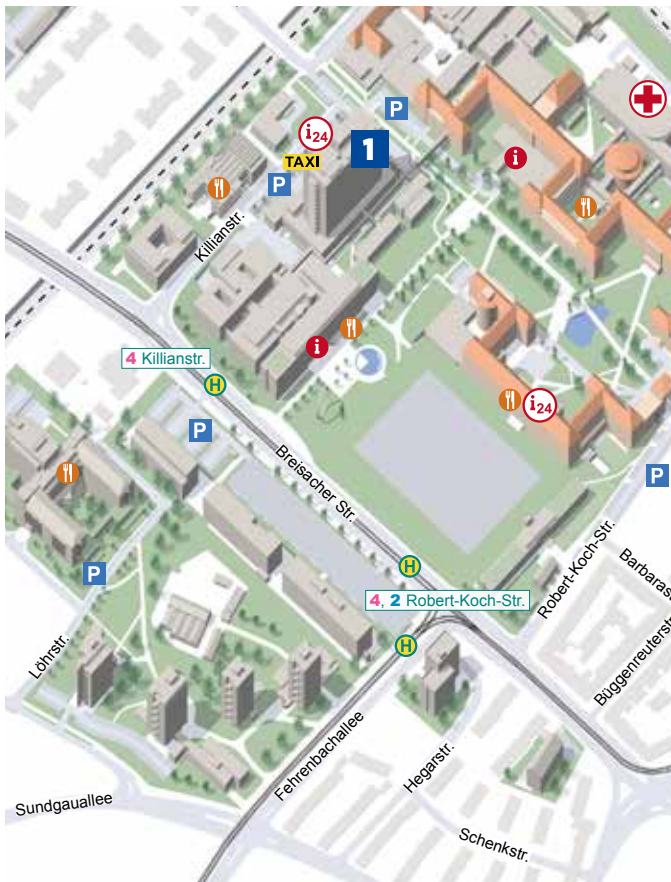 P
i24
1
TAXI
i
P
Killianstr.
i
4 Killianstr.
H
i24
P
Breisacher Str.
P
H
Robert-Koch-Str.
P
4, 2 Robert-Koch-Str.
H
Büggenreuterstr
Löhrstr.
Fehrenbachallee
Hegarstr.
Sundgauallee
Schenkstr.